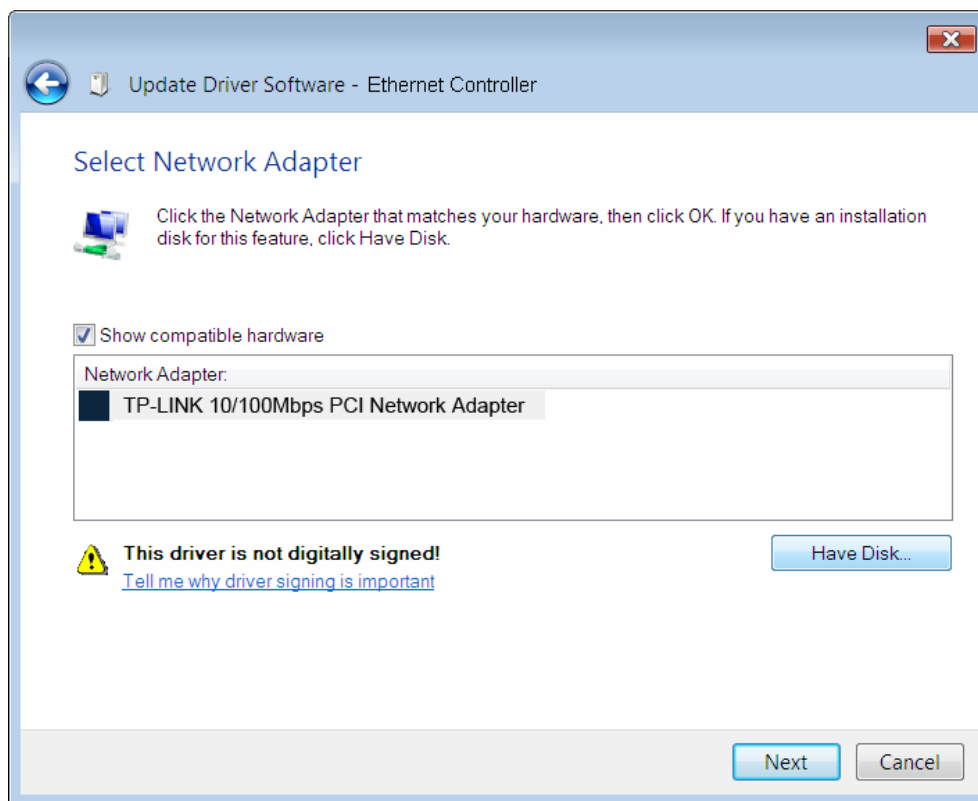 Update Driver Software - Ethernet Controller
Select Network Adapter
Click the Network Adapter that matches your hardware, then click OK. If you have an installation
disk for this feature, click Have Disk.
Show compatible hardware
Network Adapter:
TP-LINK 10/100Mbps PCI Network Adapter
This driver is not digitally signed!
Have Disk...
Tell me why driver signing is important
Next
Cancel